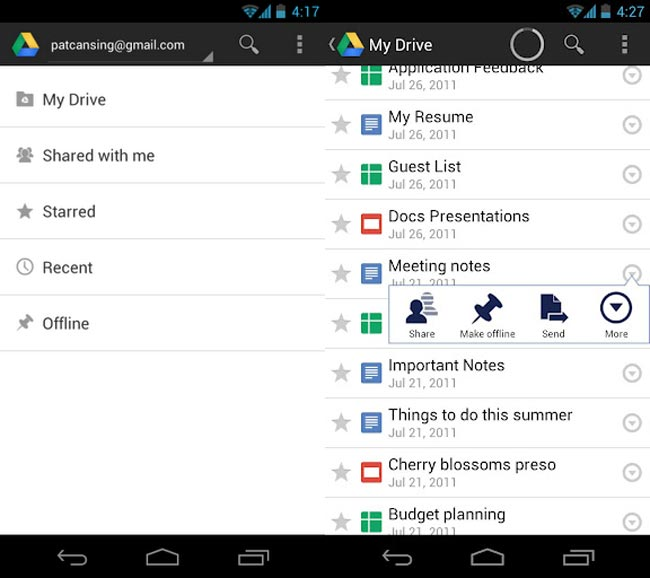 4:17
patcansing@gmail.com
My Drive
Shared with me
Starred
Recent
Offline
4:27
My Drive
Application Feedback
Jul 26, 2011
My Resume
Jul 26, 2011
Guest List
Jul 26, 2011
Docs Presentations
Jul 26, 2011
Meeting notes
Jul 21, 2011
Share
Make offline
Send
More
Important Notes
Jul 21, 2011
Things to do this summer
Jul 21, 2011
Cherry blossoms preso
Jul 21, 2011
Budget planning
Jul 21, 2011